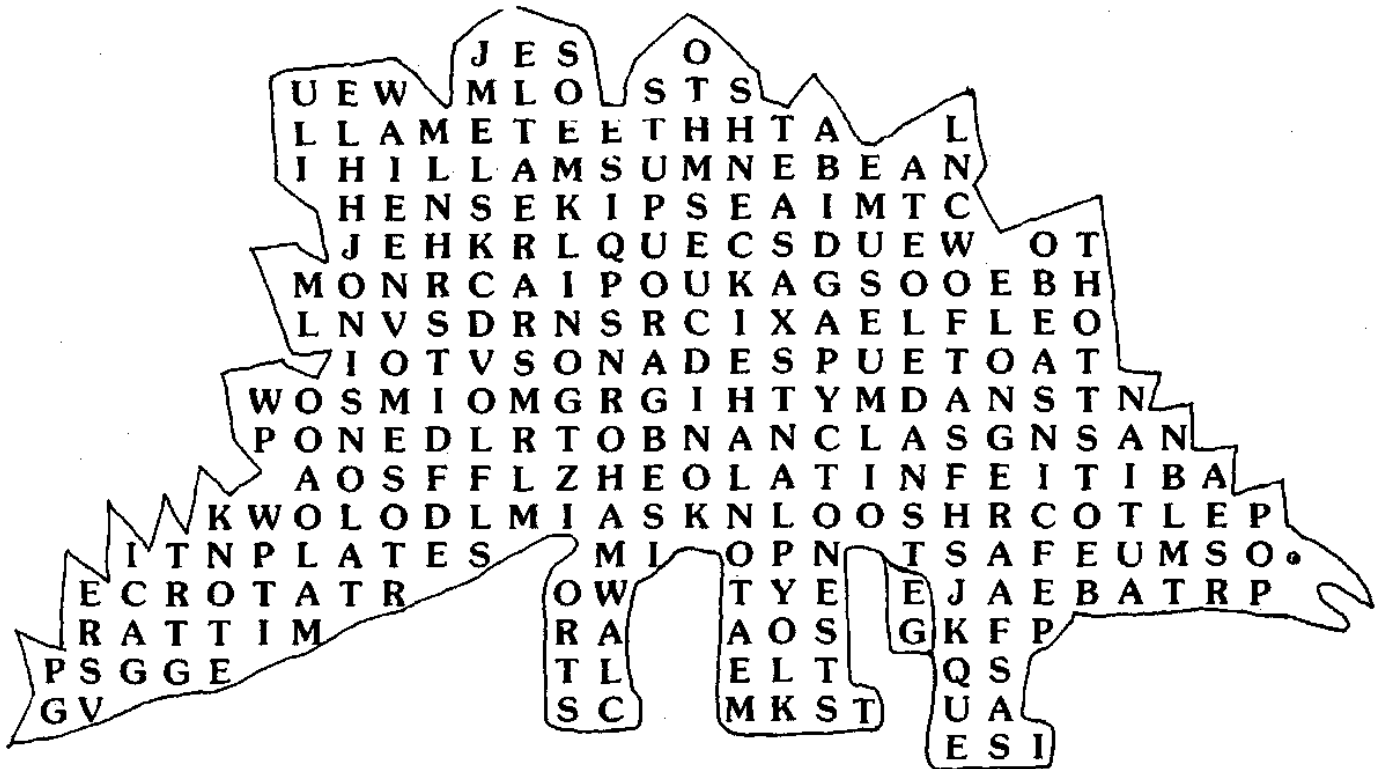 J E S O
U E W M L O S T S
L L A M E T E E T H H T A L
I H I L L A M S U M N E B E A N
H E N S E K I P S E A I M T C
J E H K R L Q U E C S D U E W O T
M O N R C A I P O U K A G S O O E B H
L N V S D R N S R C I X A E L F L E O
I O T V S O N A D E S P U E T O A T
W O S M I O M G R G I H T Y M D A N S T N
P O N E D L R T O B N A N C L A S G N S A N
A O S F F L Z H E O L A T I N F E I T I B A
K W O L O D L M I A S K N L O O S H R C O T L E P
I T N P L A T E S M I O P N T S A F E U M S O
E C R O T A T R O W T Y E E J A E B A T R P
R A T T I M R A A O S G K F P
P S G G E T L E L T Q S
G V S C M K S T U A
E S I